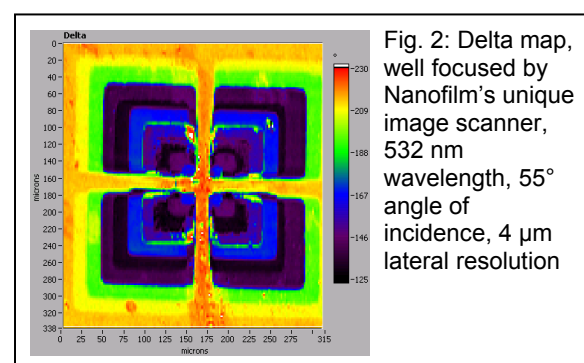 Delta
0
20
40
60
80
100
120
140
160
180
200
220
240
260
280
300
320
338
microns
0 25 50 75 100 125 150 175 200 225 250 275 315
microns
°
230
209
188
167
146
125
Fig. 2: Delta map,
well focused by
Nanofilm’s unique
image scanner,
532 nm
wavelength, 55°
angle of
incidence, 4 µm
lateral resolution